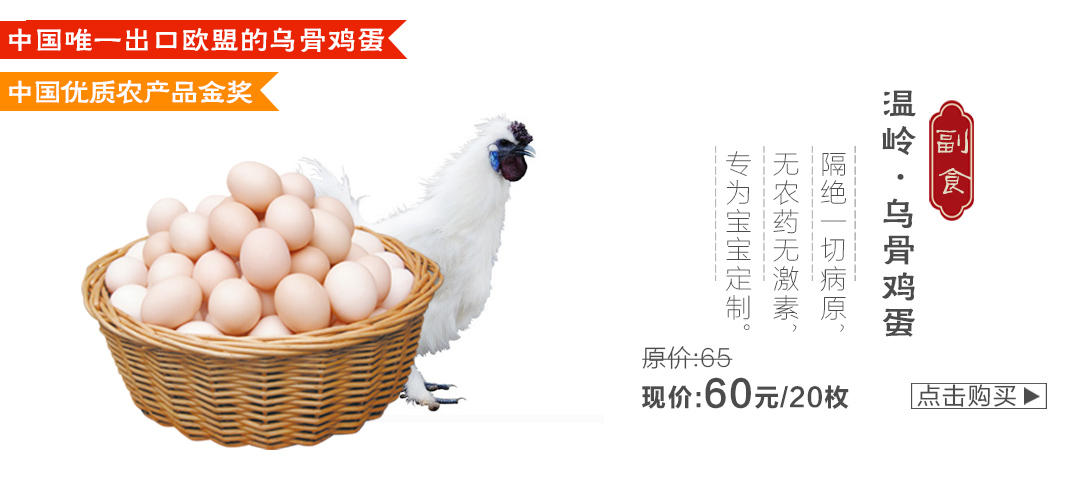 中国唯一出口欧盟的乌骨鸡蛋
中国优质农产品金奖
副食
温岭·乌骨鸡蛋
隔绝一切病原，
无农药无激素，
专为宝宝定制。
原价:65
现价:60元/20枚
点击购买▶